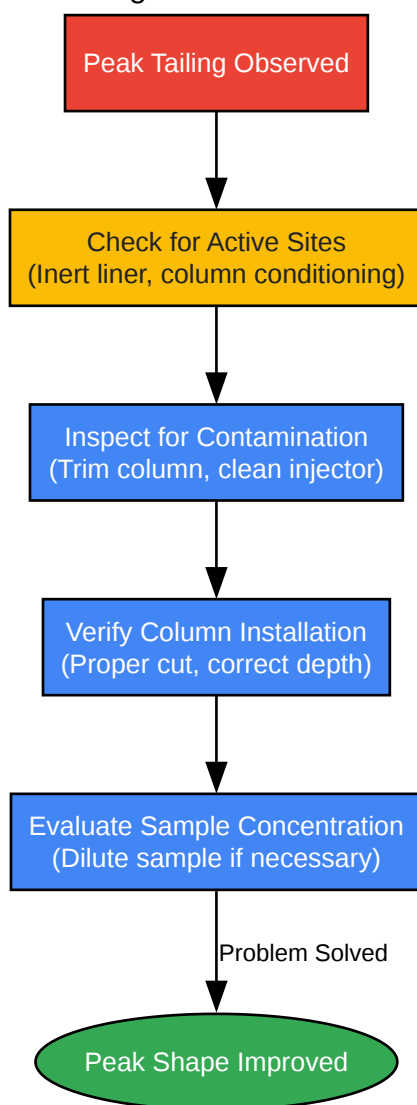 Peak Tailing Observed
Check for Active Sites
(Inert liner, column conditioning)
Inspect for Contamination
(Trim column, clean injector)
Verify Column Installation
(Proper cut, correct depth)
Evaluate Sample Concentration
(Dilute sample if necessary)
Problem Solved
Peak Shape Improved